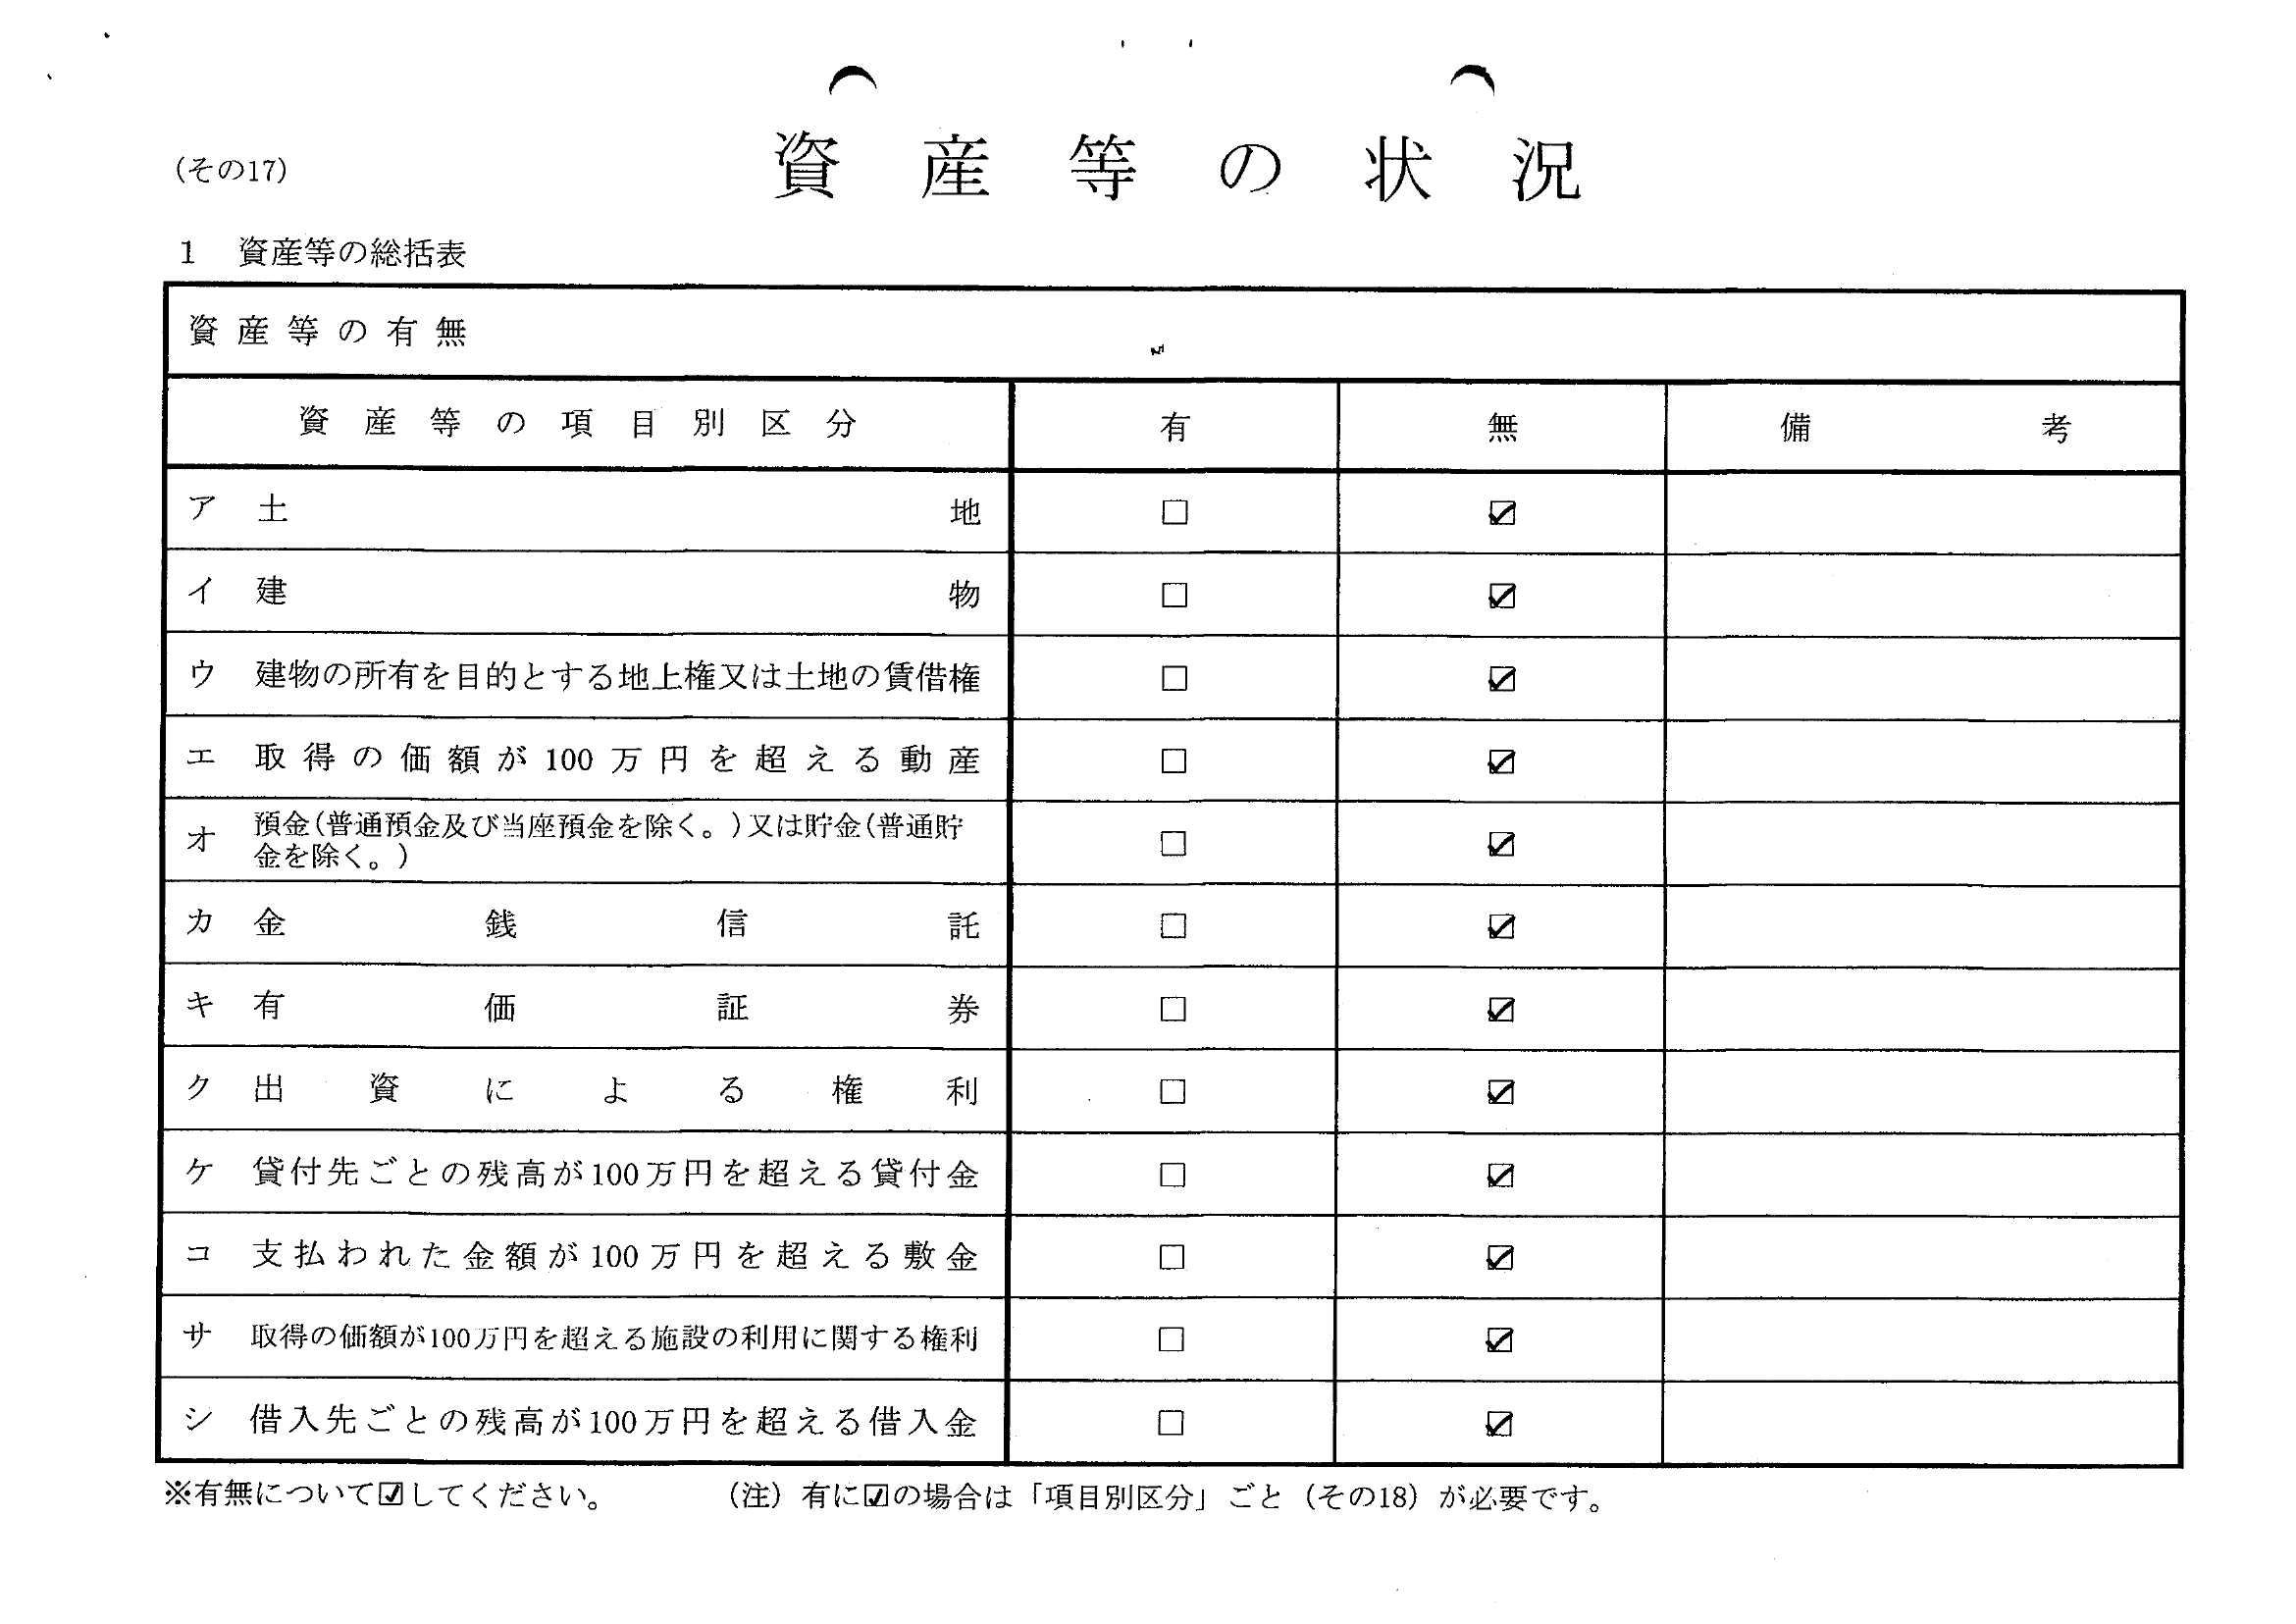 (その17)
資産等の状況
1 資産等の総括表
資産等の有無
資産等の項目別区分 有 無 備考
ア 土地 □ ☑
イ 建物 □ ☑
ウ 建物の所有を目的とする地上権又は土地の賃借権 □ ☑
エ 取得の価額が100万円を超える動産 □ ☑
オ 預金(普通預金及び当座預金を除く。)又は貯金(普通貯
金を除く。) □ ☑
カ 金銭信託 □ ☑
キ 有価証券 □ ☑
ク 出資による権利 □ ☑
ケ 貸付先ごとの残高が100万円を超える貸付金 □ ☑
コ 支払われた金額が100万円を超える敷金 □ ☑
サ 取得の価額が100万円を超える施設の利用に関する権利 □ ☑
シ 借入先ごとの残高が100万円を超える借入金 □ ☑
※有無について☑してください。 (注) 有に☑の場合は「項目別区分」ごと(その18)が必要です。